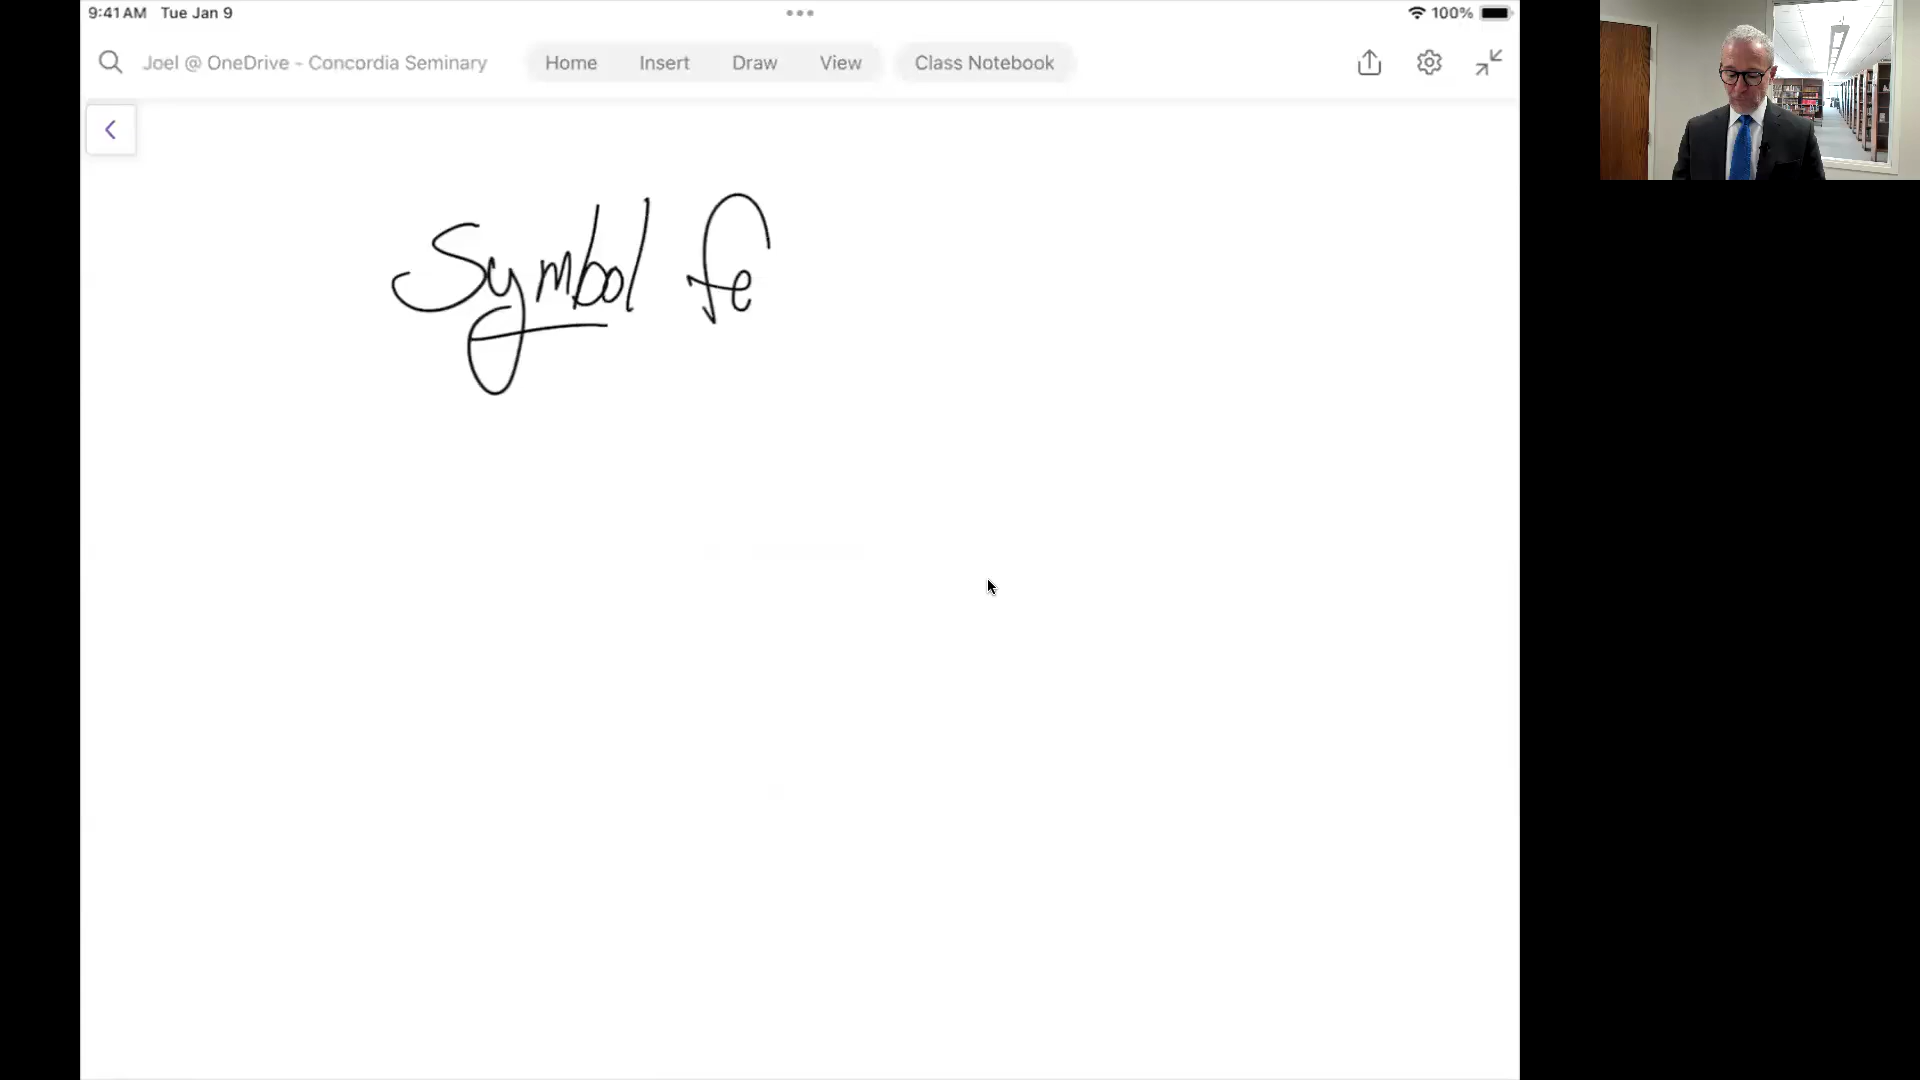 9:41 AM Tue Jan 9 100%
Joel @ OneDrive - Concordia Seminary Home Insert Draw View Class Notebook
Symbol fe